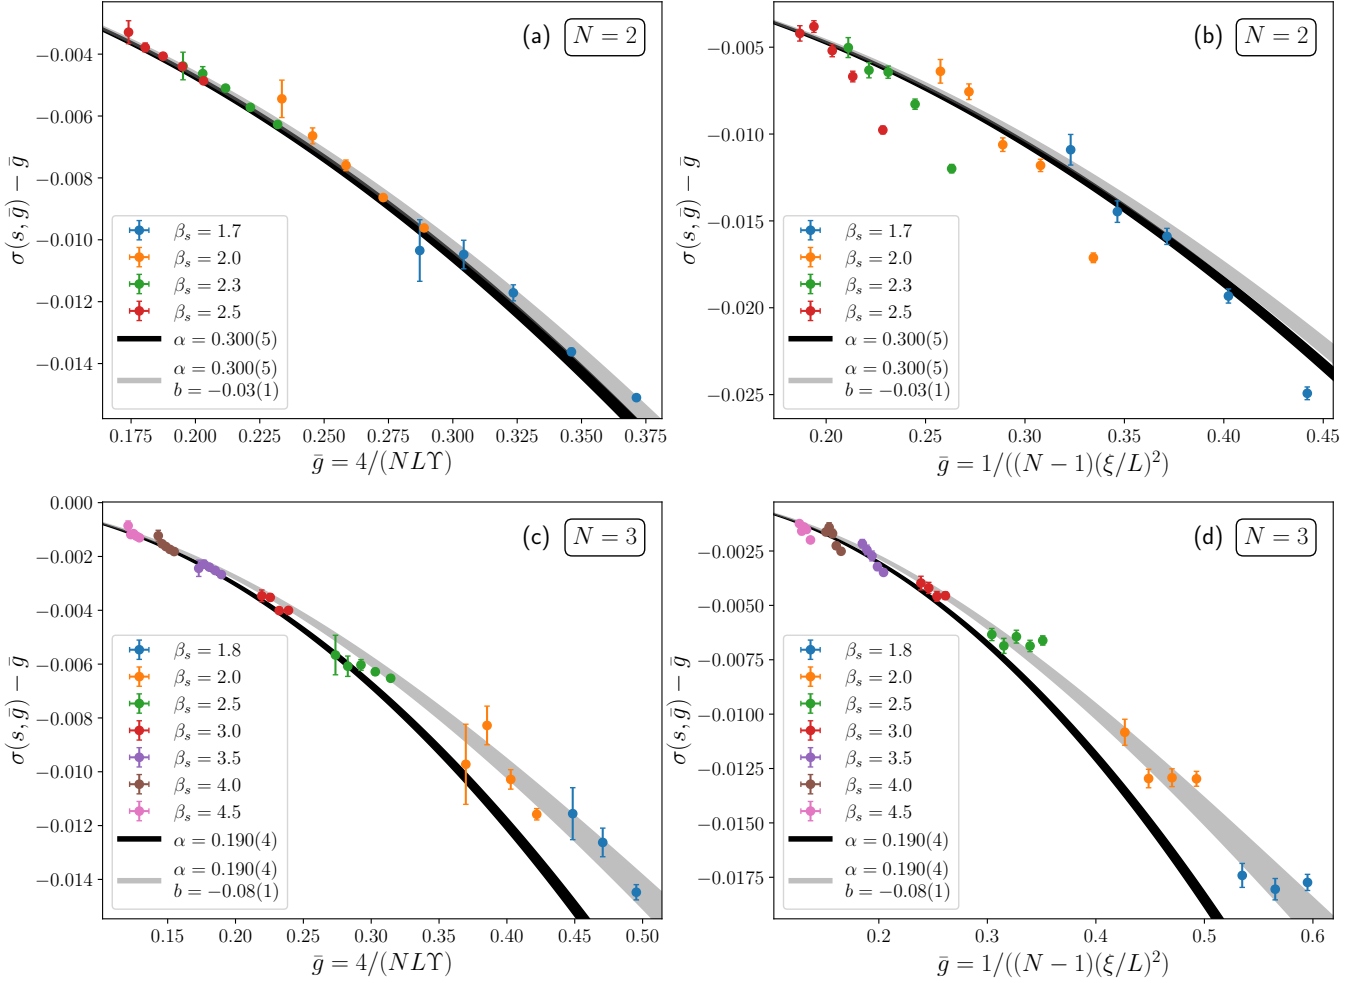 (a) N = 2
σ(s, ḡ) − ḡ
−0.004
−0.006
−0.008
−0.010
−0.012
−0.014
β_s = 1.7
β_s = 2.0
β_s = 2.3
β_s = 2.5
α = 0.300(5)
α = 0.300(5)
b = −0.03(1)
0.175 0.200 0.225 0.250 0.275 0.300 0.325 0.350 0.375
ḡ = 4/(NLΥ)
(b) N = 2
σ(s, ḡ) − ḡ
−0.005
−0.010
−0.015
−0.020
−0.025
β_s = 1.7
β_s = 2.0
β_s = 2.3
β_s = 2.5
α = 0.300(5)
α = 0.300(5)
b = −0.03(1)
0.20 0.25 0.30 0.35 0.40 0.45
ḡ = 1/((N − 1)(ξ/L)²)
(c) N = 3
σ(s, ḡ) − ḡ
0.000
−0.002
−0.004
−0.006
−0.008
−0.010
−0.012
−0.014
β_s = 1.8
β_s = 2.0
β_s = 2.5
β_s = 3.0
β_s = 3.5
β_s = 4.0
β_s = 4.5
α = 0.190(4)
α = 0.190(4)
b = −0.08(1)
0.15 0.20 0.25 0.30 0.35 0.40 0.45 0.50
ḡ = 4/(NLΥ)
(d) N = 3
σ(s, ḡ) − ḡ
−0.0025
−0.0050
−0.0075
−0.0100
−0.0125
−0.0150
−0.0175
β_s = 1.8
β_s = 2.0
β_s = 2.5
β_s = 3.0
β_s = 3.5
β_s = 4.0
β_s = 4.5
α = 0.190(4)
α = 0.190(4)
b = −0.08(1)
0.2 0.3 0.4 0.5 0.6
ḡ = 1/((N − 1)(ξ/L)²)